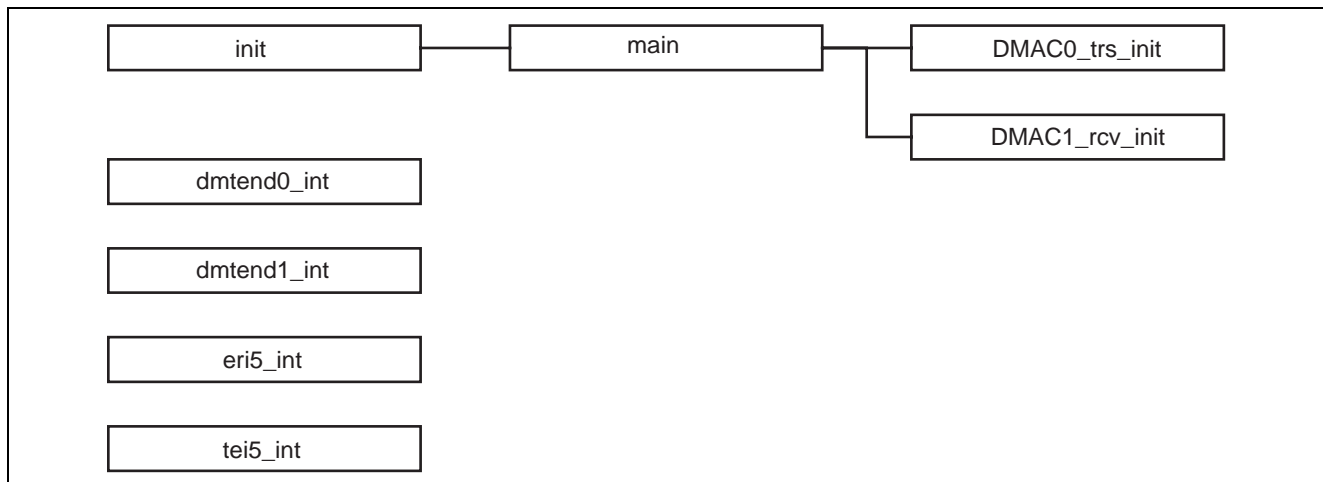 init
main
DMAC0_trs_init
DMAC1_rcv_init
dmtend0_int
dmtend1_int
eri5_int
tei5_int